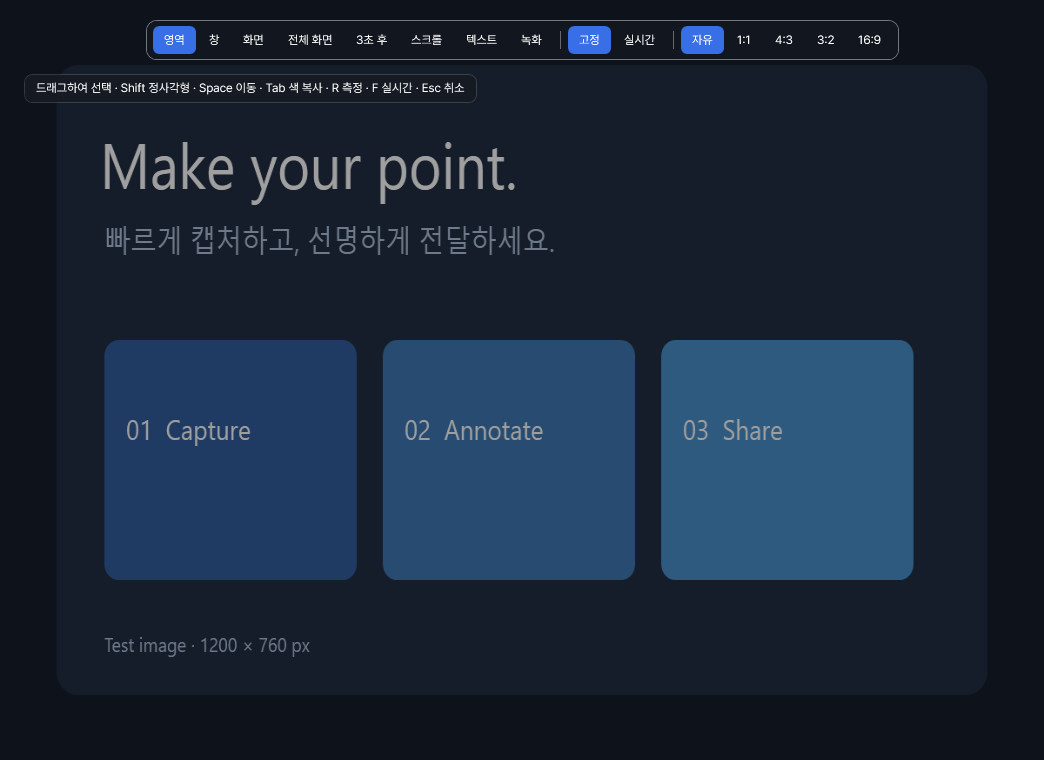 영역 창 화면 전체 화면 3초 후 스크롤 텍스트 녹화 고정 실시간 자유 1:1 4:3 3:2 16:9
드래그하여 선택 · Shift 정사각형 · Space 이동 · Tab 색 복사 · R 측정 · F 실시간 · Esc 취소
Make your point.
빠르게 캡처하고, 선명하게 전달하세요.
01 Capture
02 Annotate
03 Share
Test image · 1200 × 760 px